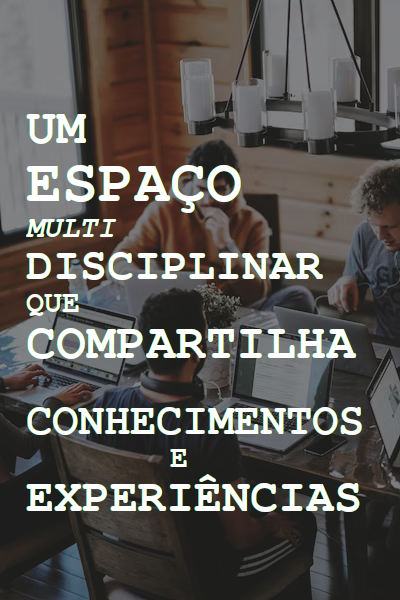 UM
ESPAÇO
MULTI
DISCIPLINAR
QUE
COMPARTILHA
CONHECIMENTOS
E
EXPERIÊNCIAS